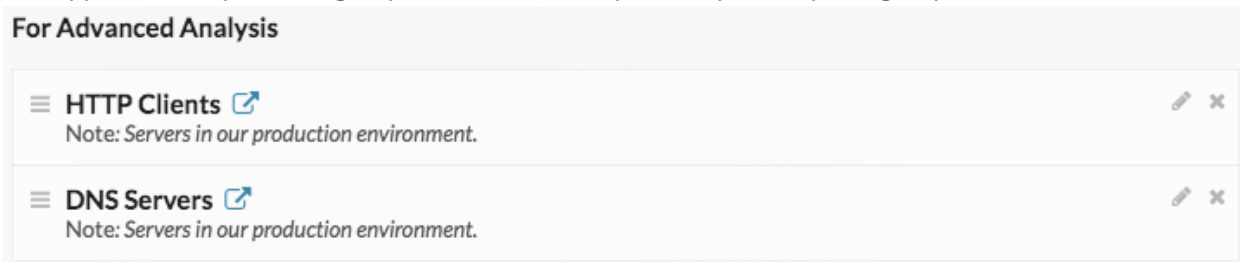 For Advanced Analysis
HTTP Clients
Note: Servers in our production environment.
DNS Servers
Note: Servers in our production environment.